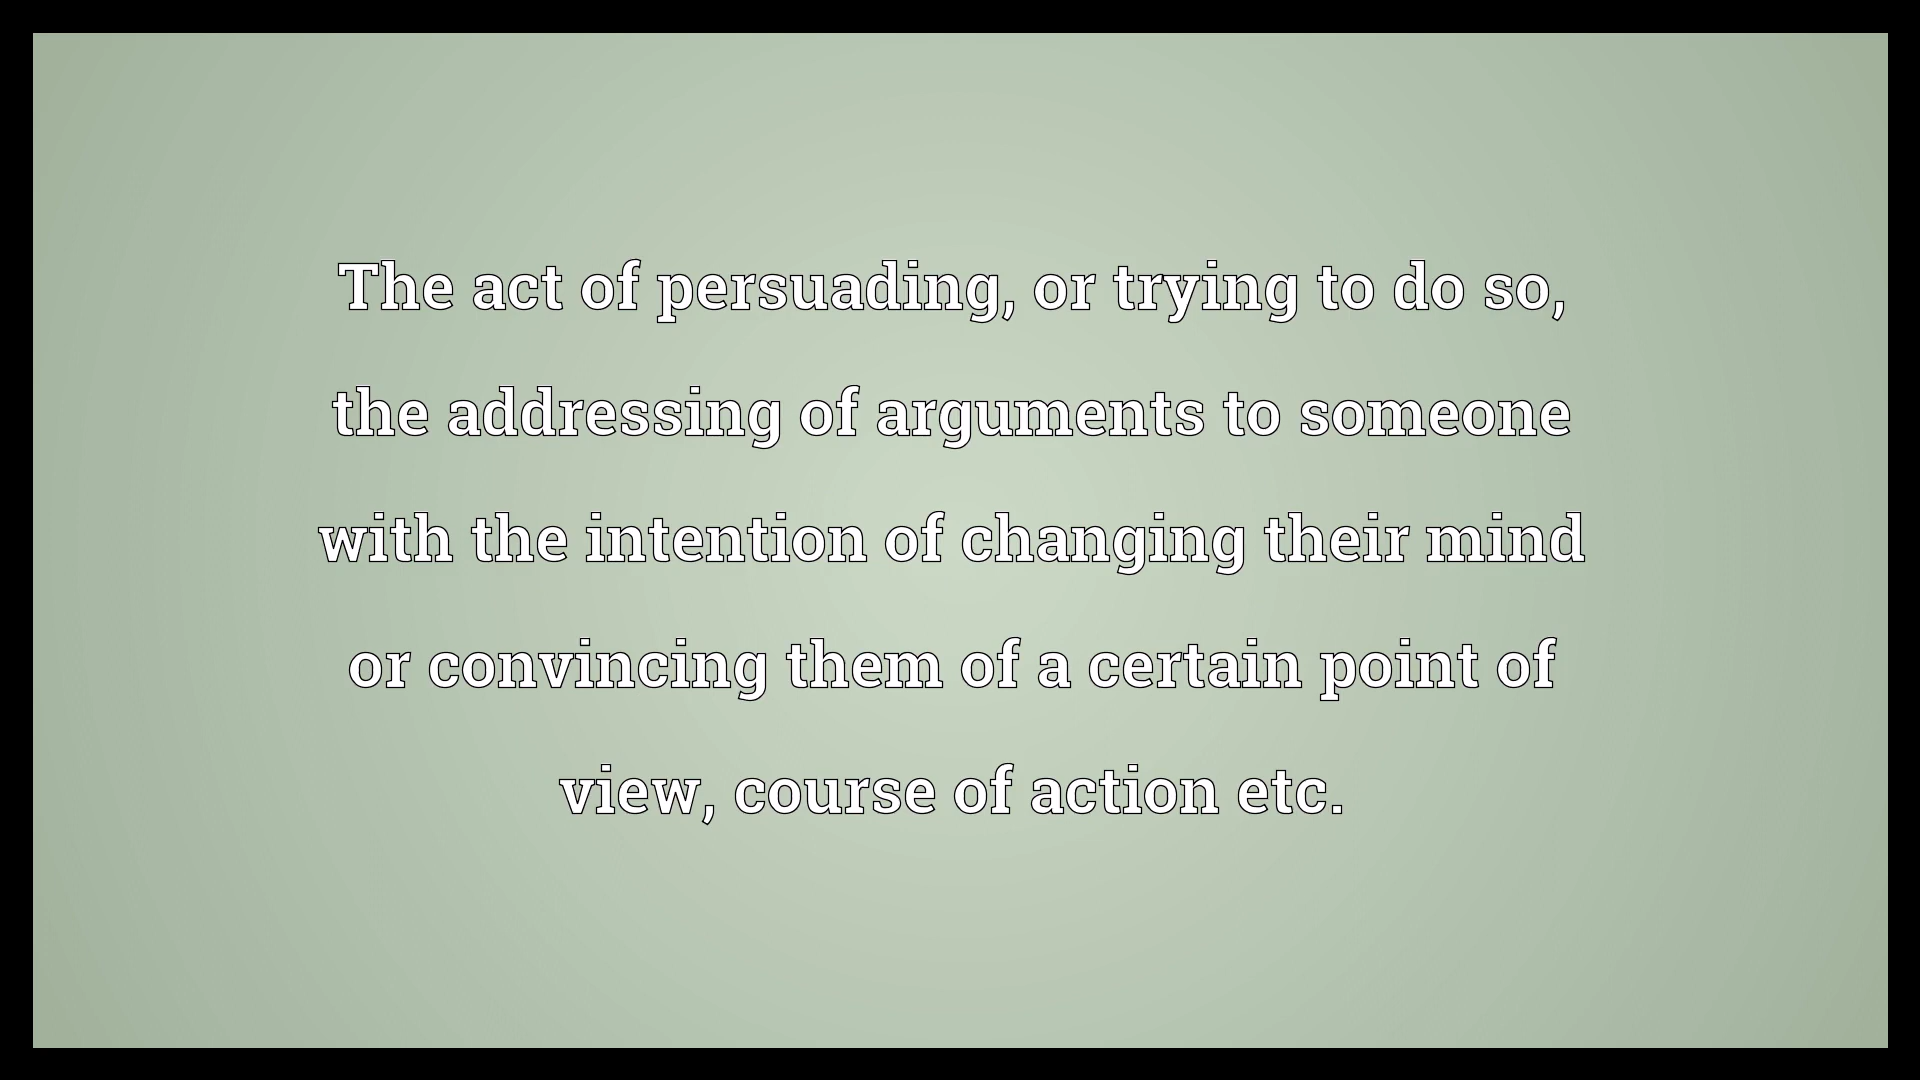 The act of persuading, or trying to do so,
the addressing of arguments to someone
with the intention of changing their mind
or convincing them of a certain point of
view, course of action etc.